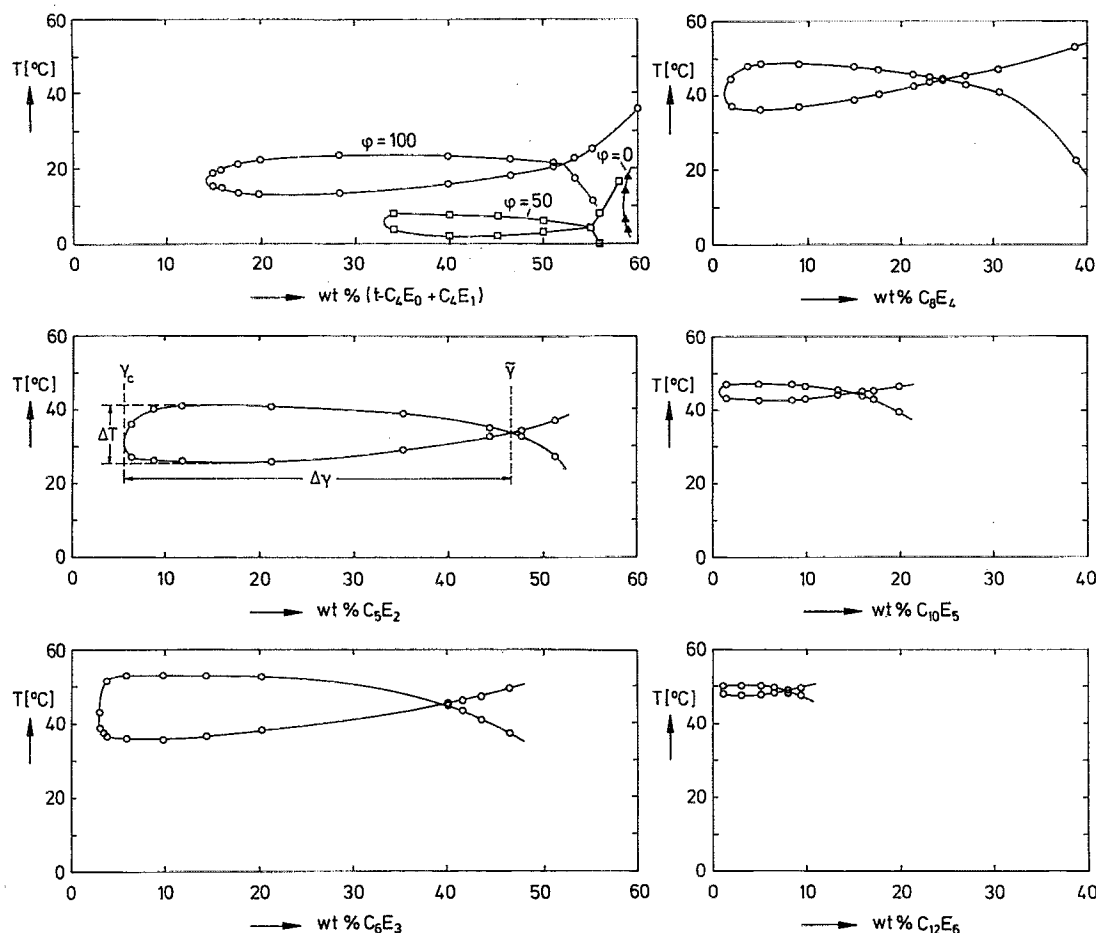 60
T[°C]
40
20
0
φ=100
φ=50
φ=0
0 10 20 30 40 50 60
wt % (t-C₄E₀ + C₄E₁)
60
T[°C]
40
20
0
0 10 20 30 40
wt % C₈E₄
60
T[°C]
40
20
0
γc
γ̃
ΔT
Δγ
0 10 20 30 40 50 60
wt % C₅E₂
60
T[°C]
40
20
0
0 10 20 30 40
wt % C₁₀E₅
60
T[°C]
40
20
0
0 10 20 30 40 50 60
wt % C₆E₃
60
T[°C]
40
20
0
0 10 20 30 40
wt % C₁₂E₆